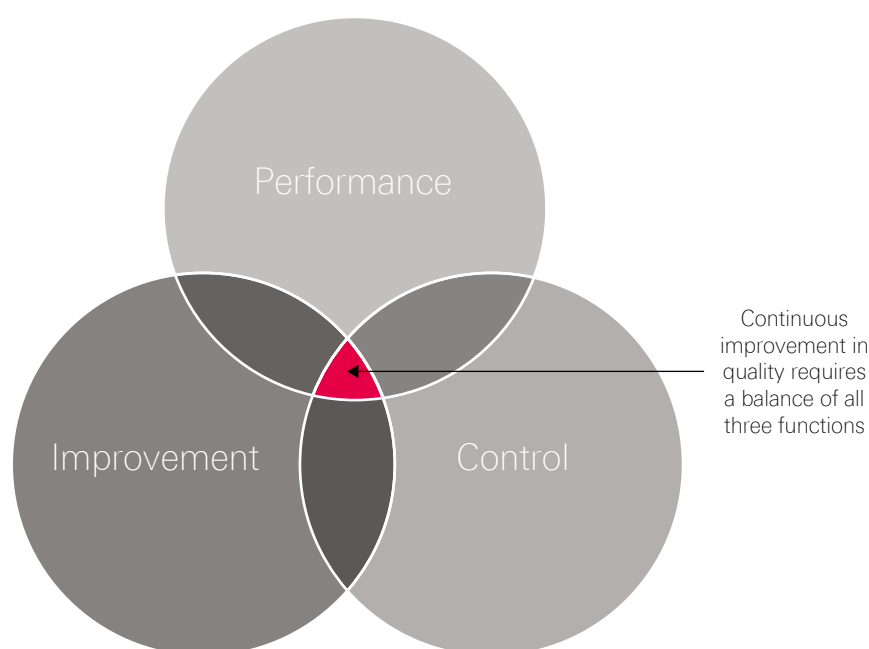 Performance
Continuous
improvement in
quality requires
a balance of all
three functions
Improvement
Control